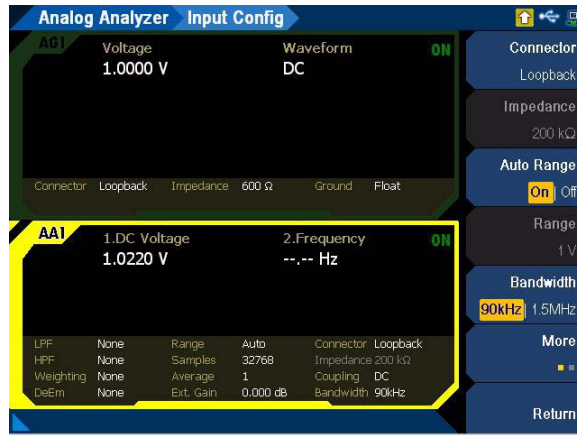 Analog Analyzer Input Config
AG1 Voltage Waveform ON
1.0000 V DC
Connector Loopback Impedance 600 Ω Ground Float
AA1 1.DC Voltage 2.Frequency ON
1.0220 V --.-- Hz
LPF None Range Auto Connector Loopback
HPF None Samples 32768 Impedance 200 kΩ
Weighting None Average 1 Coupling DC
DeEm None Ext. Gain 0.000 dB Bandwidth 90kHz
Connector
Loopback
Impedance
200 kΩ
Auto Range
On | Off
Range
1 V
Bandwidth
90kHz | 1.5MHz
More
Return